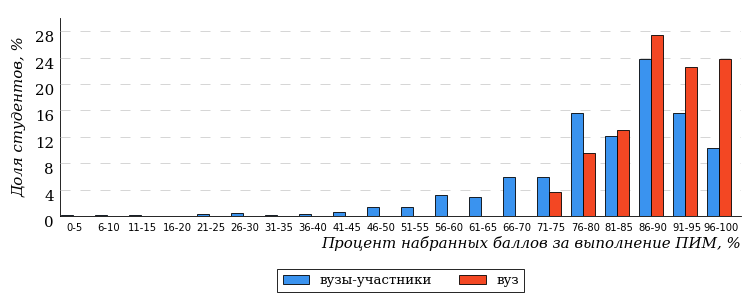 Доля студентов, %
28
24
20
16
12
8
4
0
0-5 6-10 11-15 16-20 21-25 26-30 31-35 36-40 41-45 46-50 51-55 56-60 61-65 66-70 71-75 76-80 81-85 86-90 91-95 96-100
Процент набранных баллов за выполнение ПИМ, %
вузы-участники вуз